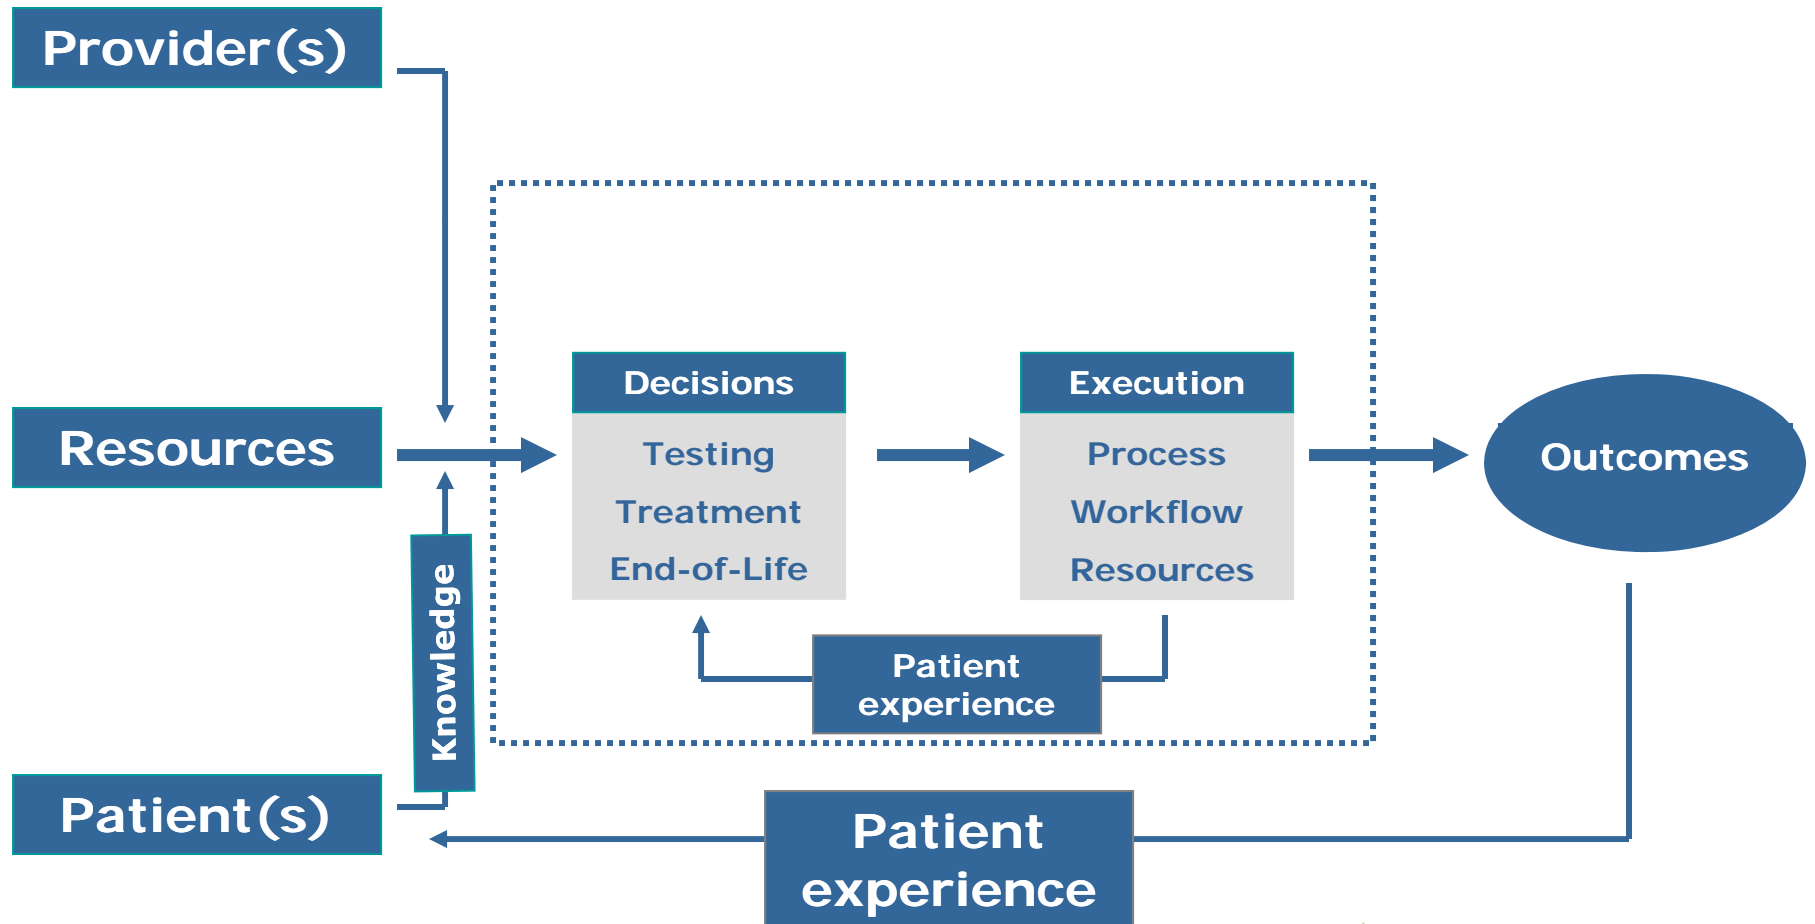 Provider(s)
Resources
Knowledge
Patient(s)
Decisions
Testing
Treatment
End-of-Life
Execution
Process
Workflow
Resources
Patient
experience
Outcomes
Patient
experience